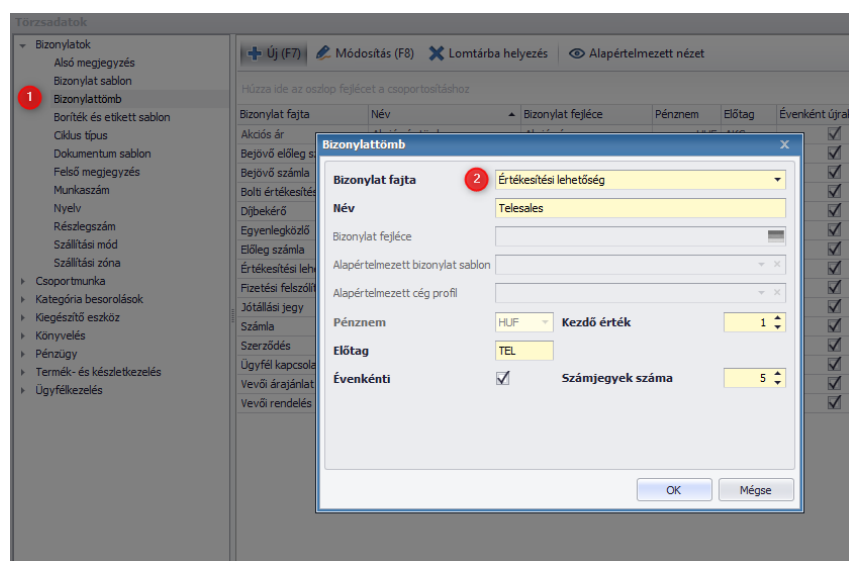 Törzsadatok
Bizonylatok
Alsó megjegyzés
Bizonylat sablon
1
Bizonylattömb
Boríték és etikett sablon
Ciklus típus
Dokumentum sablon
Felső megjegyzés
Munkaszám
Nyelv
Részlegszám
Szállítási mód
Szállítási zóna
Csoportmunka
Kategória besorolások
Kiegészítő eszköz
Könyvelés
Pénzügy
Termék- és készletkezelés
Ügyfélkezelés
Új (F7) Módosítás (F8) Lomtárba helyezés Alapértelmezett nézet
Húzza ide az oszlop fejlécet a csoportosításhoz
Bizonylat fajta Név Bizonylat fejléce Pénznem Előtag Évenként újrak
Akciós ár
Bejövő előleg s
Bejövő számla
Bolti értékesítés
Díjbekérő
Egyenlegközlő
Előleg számla
Értékesítési leh
Fizetési felszólít
Jótállási jegy
Számla
Szerződés
Ügyfél kapcsola
Vevői árajánlat
Vevői rendelés
Bizonylattömb x
Bizonylat fajta 2 Értékesítési lehetőség
Név Telesales
Bizonylat fejléce
Alapértelmezett bizonylat sablon
Alapértelmezett cég profil
Pénznem HUF Kezdő érték 1
Előtag TEL
Évenkénti Számjegyek száma 5
OK Mégse